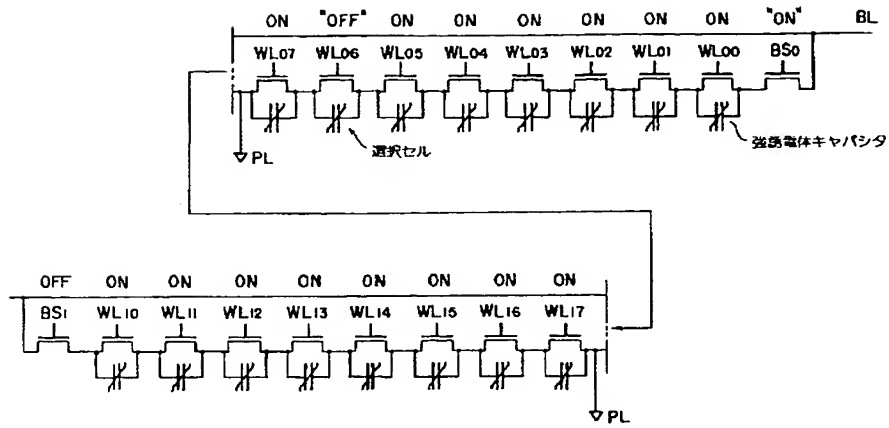 ON "OFF" ON ON ON ON ON ON "ON" BL
WL07 WL06 WL05 WL04 WL03 WL02 WL01 WL00 BS0
選択セル
強誘電体キャパシタ
PL
OFF ON ON ON ON ON ON ON ON
BS1 WL10 WL11 WL12 WL13 WL14 WL15 WL16 WL17
PL